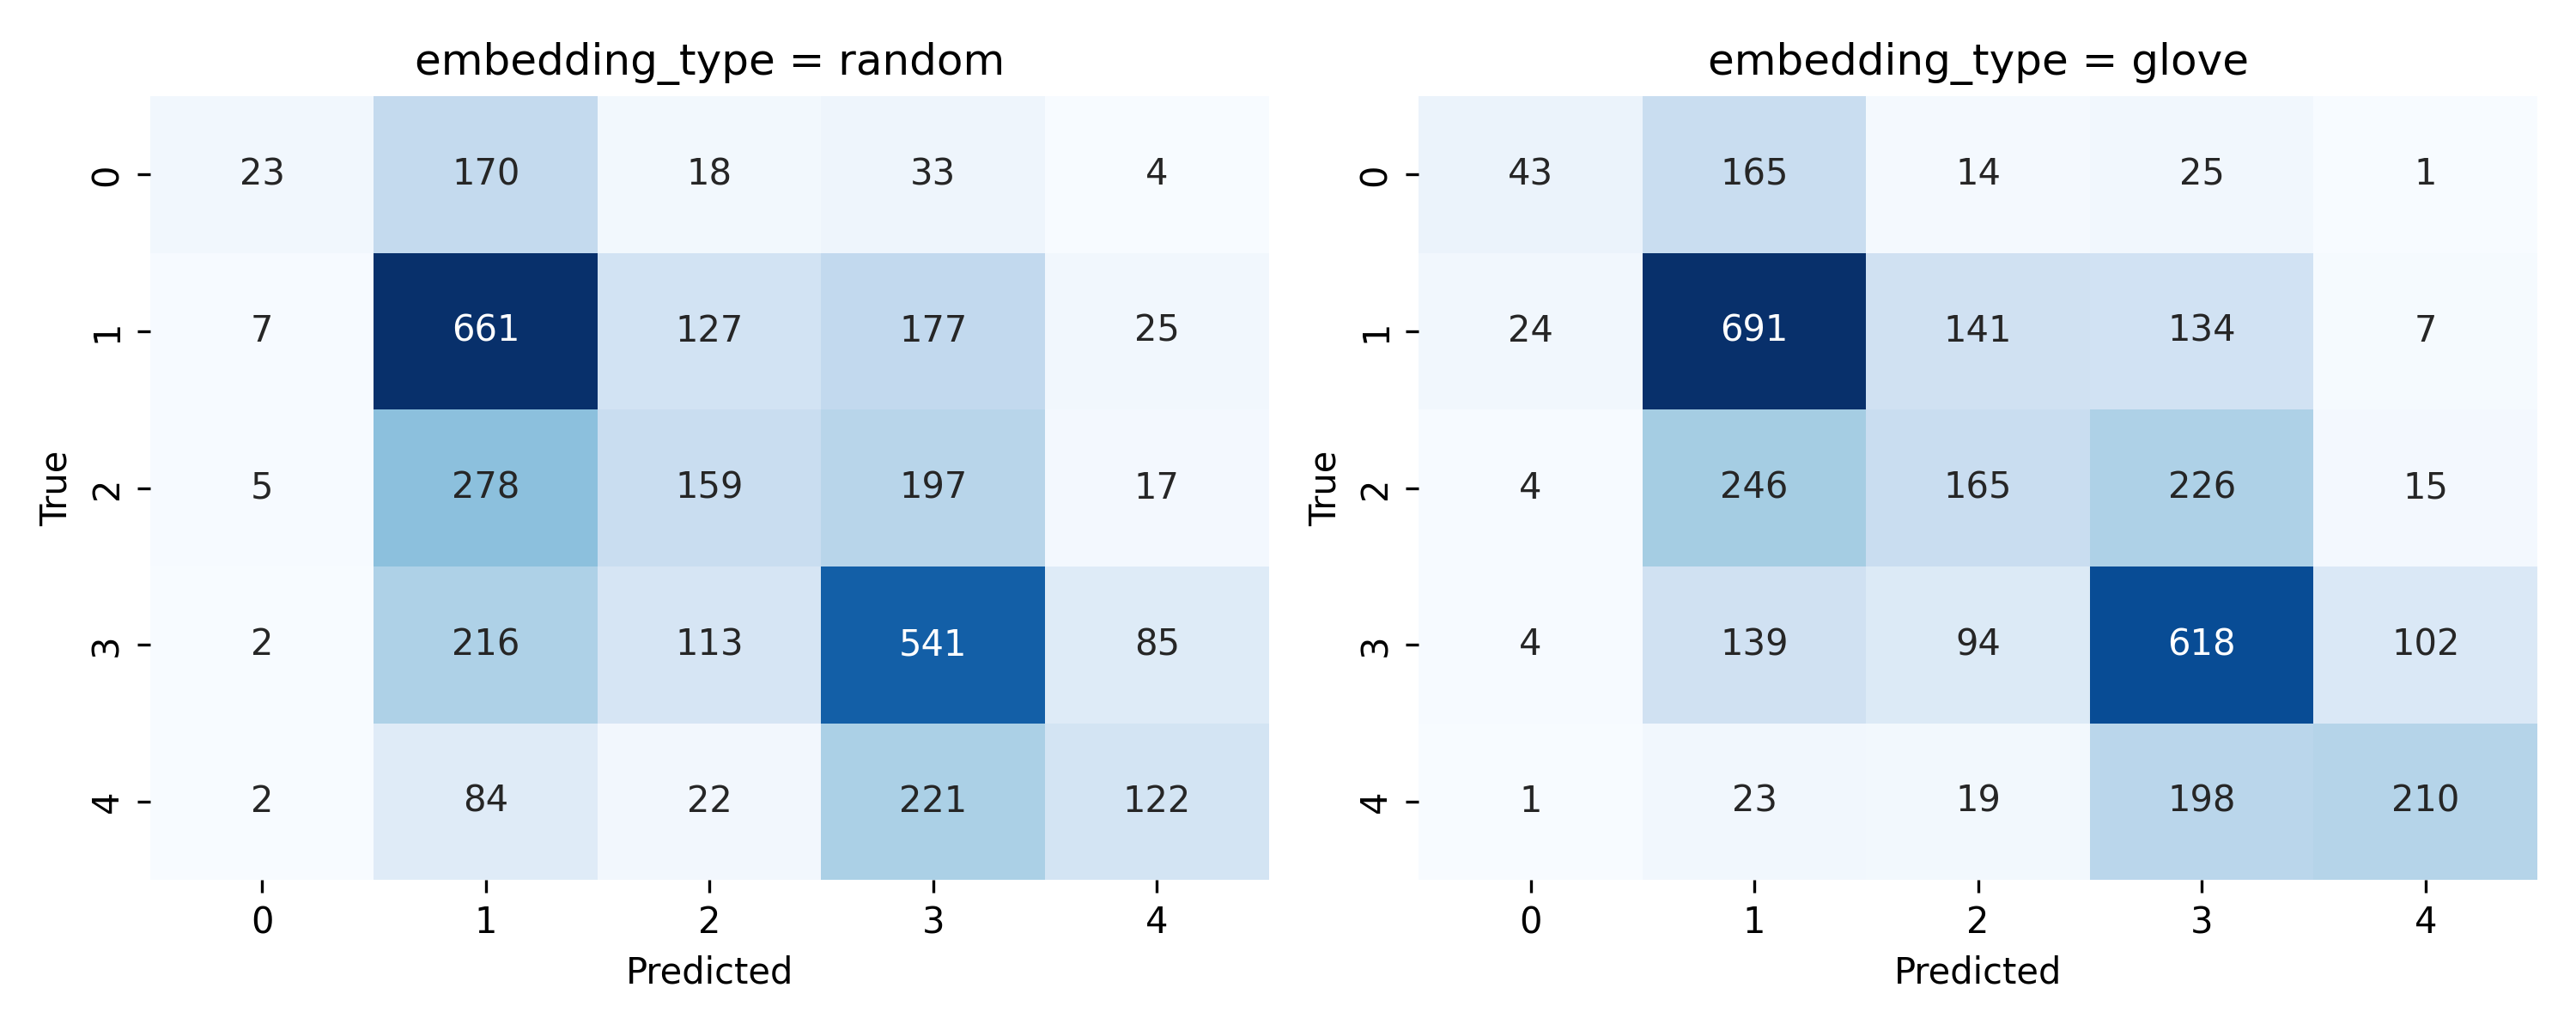 embedding_type = random
0 23 170 18 33 4
1 7 661 127 177 25
2 5 278 159 197 17
3 2 216 113 541 85
4 2 84 22 221 122
True
0 1 2 3 4
Predicted
embedding_type = glove
0 43 165 14 25 1
1 24 691 141 134 7
2 4 246 165 226 15
3 4 139 94 618 102
4 1 23 19 198 210
True
0 1 2 3 4
Predicted